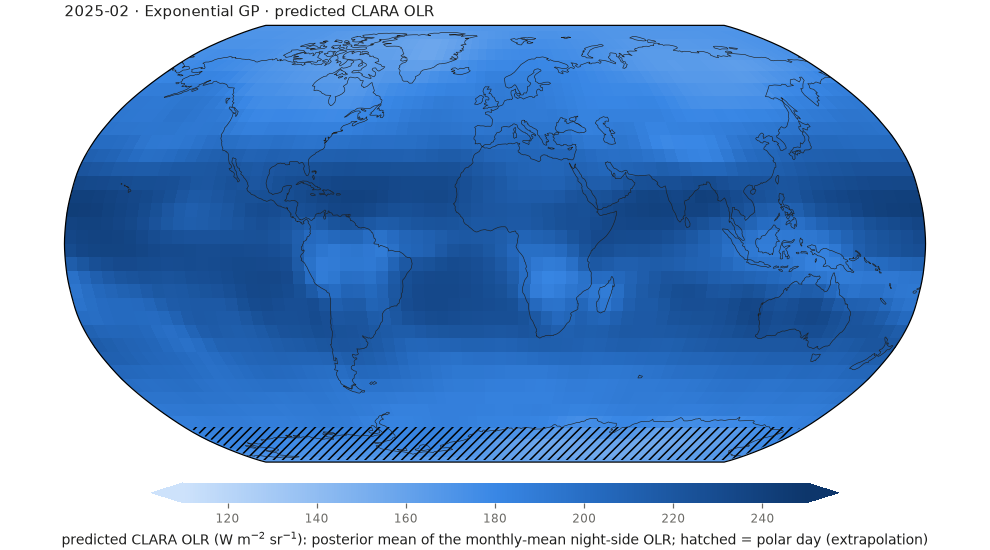 2025-02 · Exponential GP · predicted CLARA OLR
120 140 160 180 200 220 240
predicted CLARA OLR (W m⁻² sr⁻¹): posterior mean of the monthly-mean night-side OLR; hatched = polar day (extrapolation)